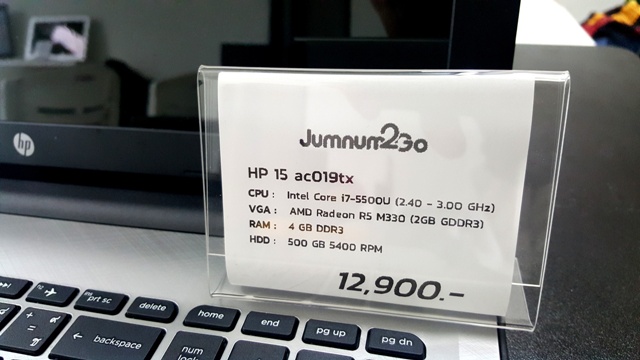 hp
Jumnum2Go
HP 15 ac019tx
CPU : Intel Core i7-5500U (2.40 - 3.00 GHz)
VGA : AMD Radeon R5 M330 (2GB GDDR3)
RAM : 4 GB DDR3
HDD : 500 GB 5400 RPM
12,900.-
prt sc
delete
home
end
pg up
pg dn
← backspace
num
lock